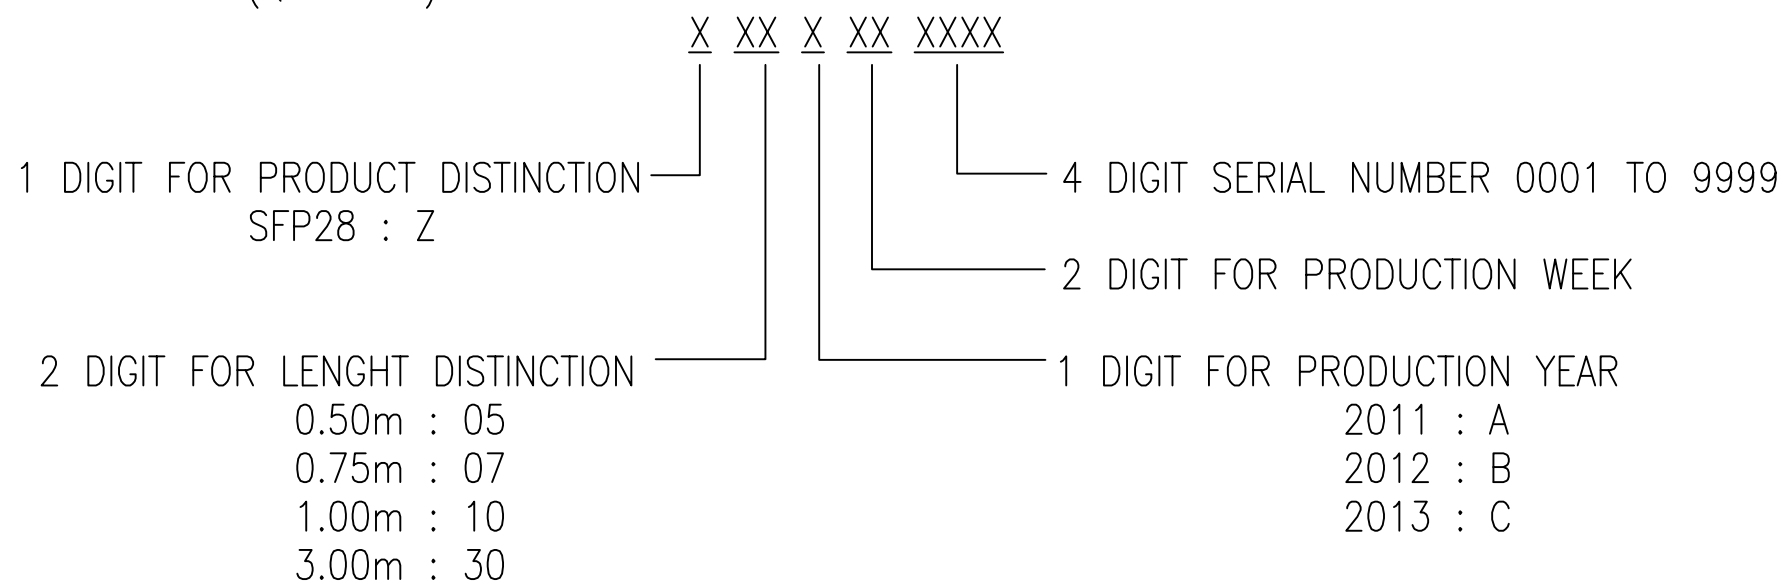 X XX X XX XXXX
1 DIGIT FOR PRODUCT DISTINCTION
SFP28 : Z
4 DIGIT SERIAL NUMBER 0001 TO 9999
2 DIGIT FOR PRODUCTION WEEK
2 DIGIT FOR LENGHT DISTINCTION
0.50m : 05
0.75m : 07
1.00m : 10
3.00m : 30
1 DIGIT FOR PRODUCTION YEAR
2011 : A
2012 : B
2013 : C